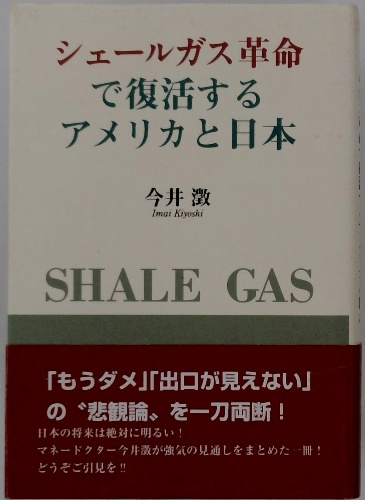 シェールガス革命
で復活する
アメリカと日本
今井 澂
Imai Kiyoshi
SHALE GAS
「もうダメ」「出口が見えない」
の〝悲観論〟を一刀両断！
日本の将来は絶対に明るい！
マネードクター今井澂が強気の見通しをまとめた一冊！
どうぞご引見を!!